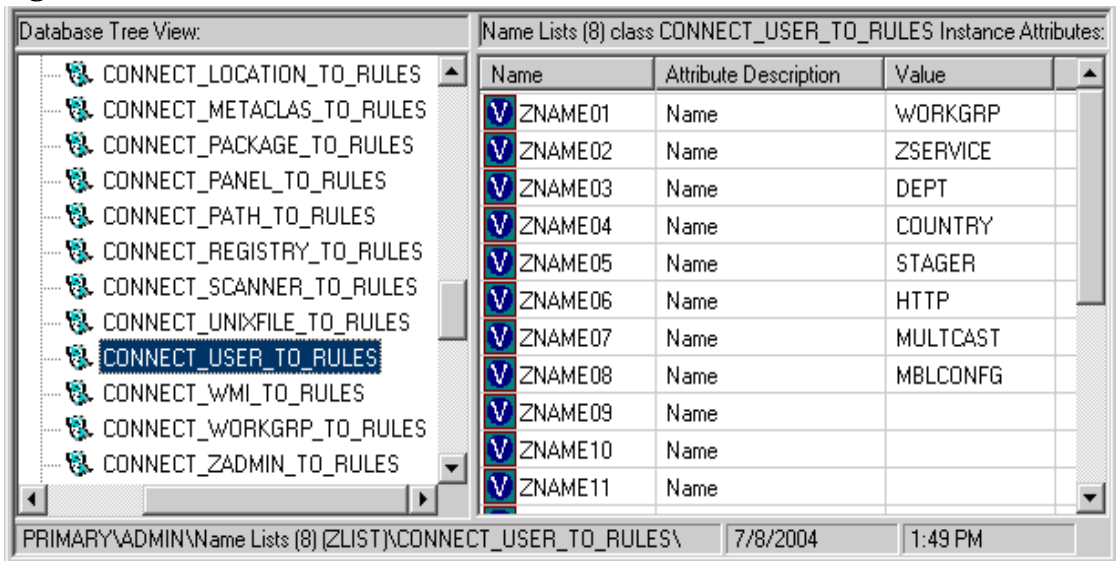 Database Tree View:
CONNECT_LOCATION_TO_RULES
CONNECT_METACLAS_TO_RULES
CONNECT_PACKAGE_TO_RULES
CONNECT_PANEL_TO_RULES
CONNECT_PATH_TO_RULES
CONNECT_REGISTRY_TO_RULES
CONNECT_SCANNER_TO_RULES
CONNECT_UNIXFILE_TO_RULES
CONNECT_USER_TO_RULES
CONNECT_WMI_TO_RULES
CONNECT_WORKGRP_TO_RULES
CONNECT_ZADMIN_TO_RULES
Name Lists (8) class CONNECT_USER_TO_RULES Instance Attributes:
Name Attribute Description Value
V ZNAME01 Name WORKGRP
V ZNAME02 Name ZSERVICE
V ZNAME03 Name DEPT
V ZNAME04 Name COUNTRY
V ZNAME05 Name STAGER
V ZNAME06 Name HTTP
V ZNAME07 Name MULTCAST
V ZNAME08 Name MBLCONFG
V ZNAME09 Name
V ZNAME10 Name
V ZNAME11 Name
PRIMARY\ADMIN\Name Lists (8) (ZLIST)\CONNECT_USER_TO_RULES\ 7/8/2004 1:49 PM